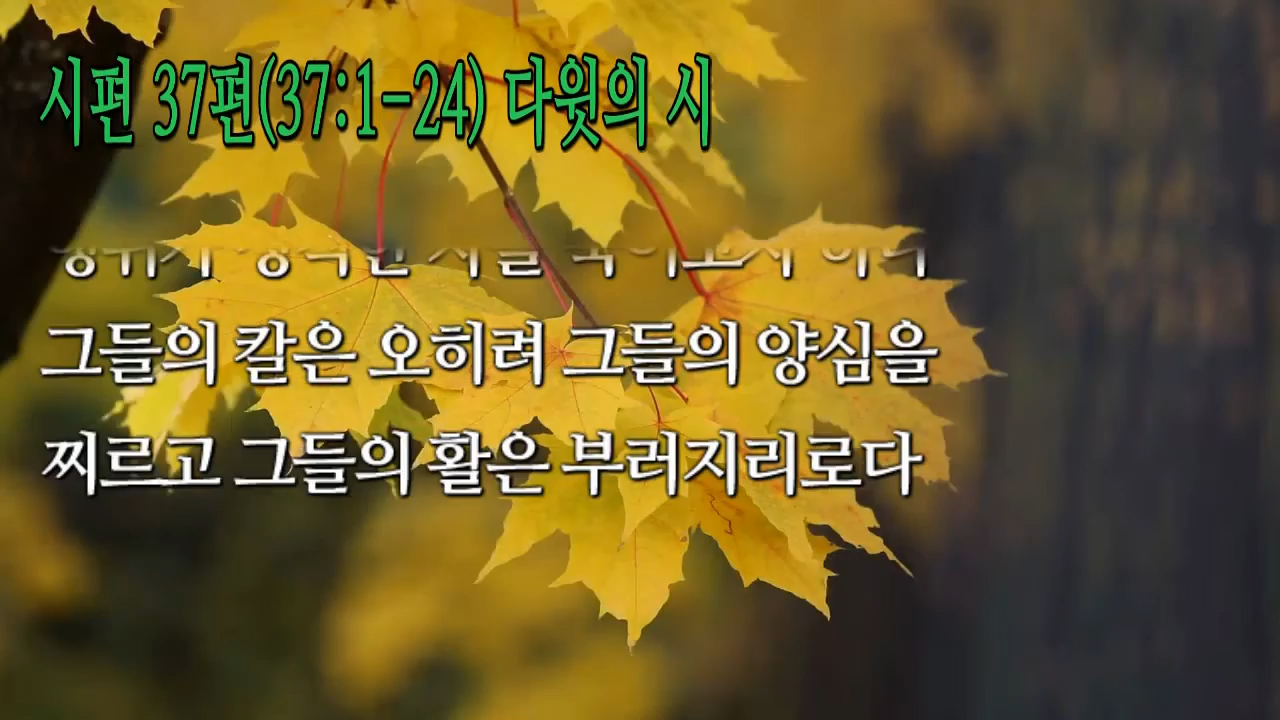 시편 37편(37:1-24) 다윗의 시
그들의 칼은 오히려 그들의 양심을
찌르고 그들의 활은 부러지리로다